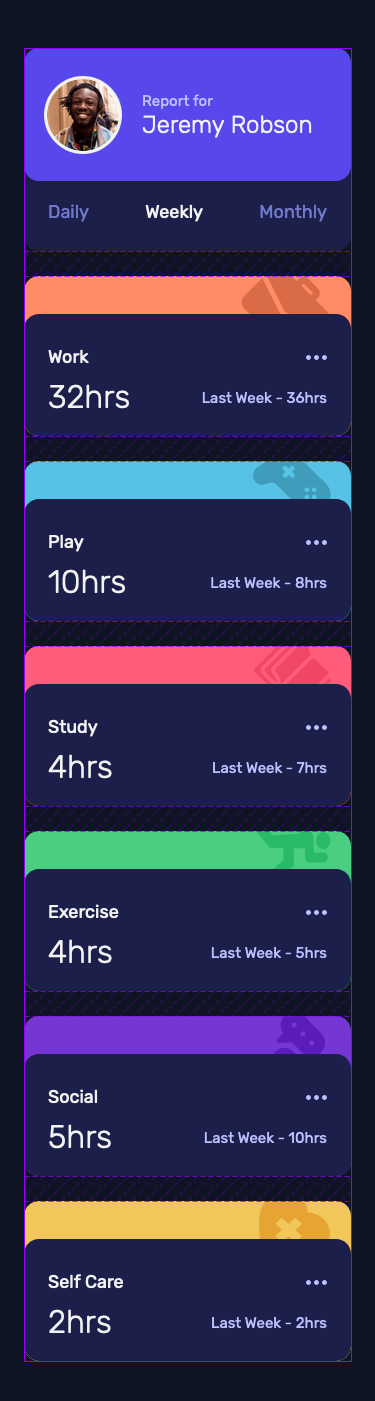 Report for
Jeremy Robson
Daily Weekly Monthly
Work
32hrs Last Week - 36hrs
Play
10hrs Last Week - 8hrs
Study
4hrs Last Week - 7hrs
Exercise
4hrs Last Week - 5hrs
Social
5hrs Last Week - 10hrs
Self Care
2hrs Last Week - 2hrs